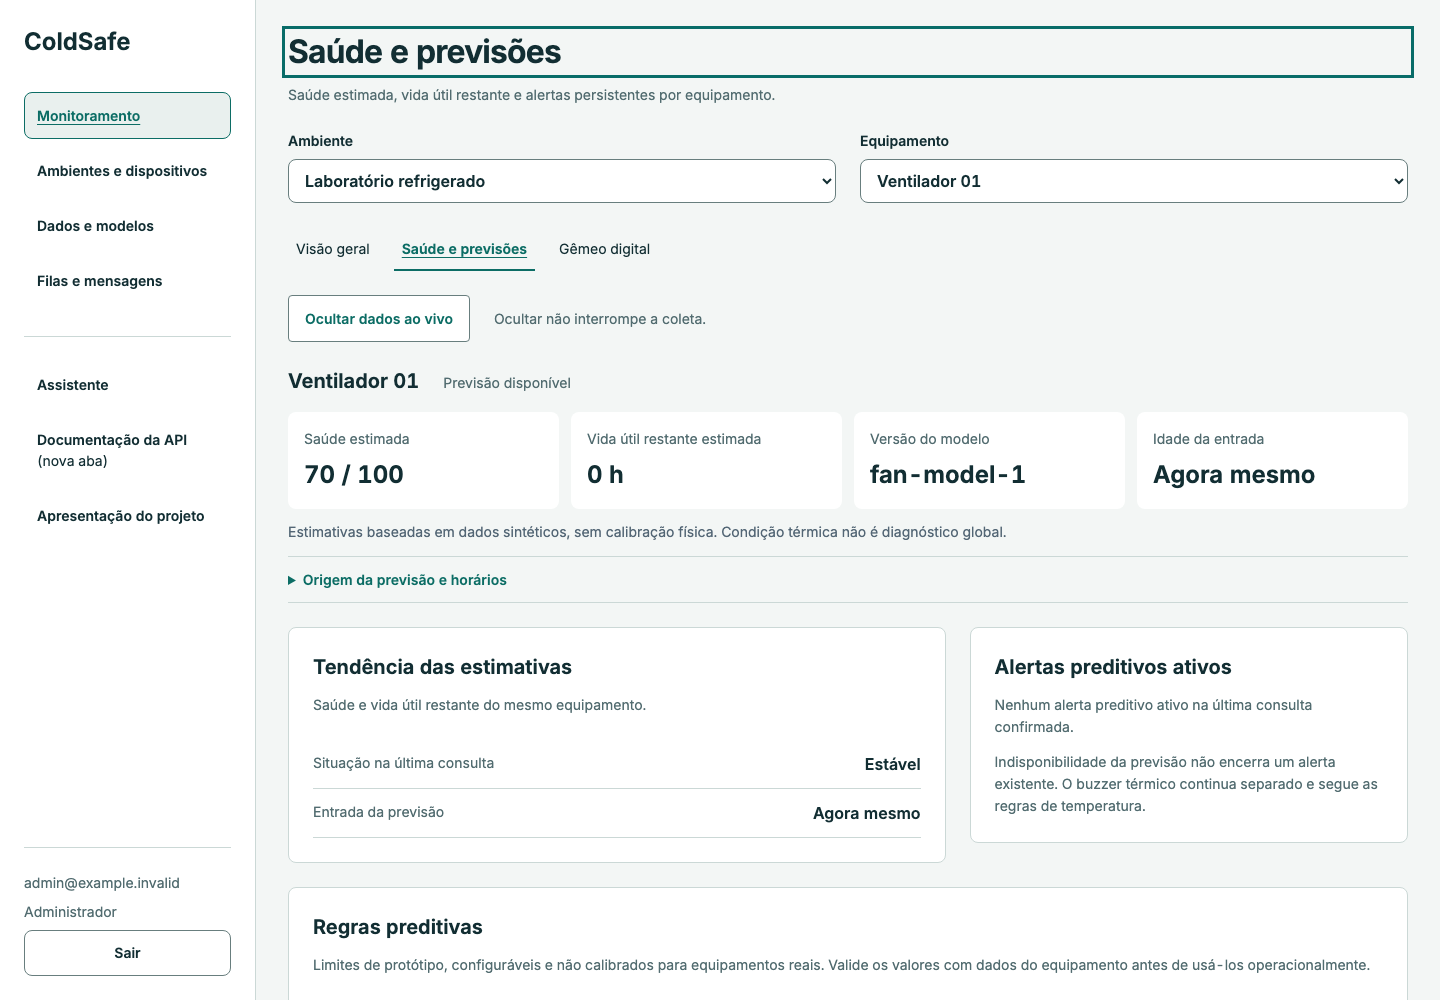 ColdSafe
Monitoramento
Ambientes e dispositivos
Dados e modelos
Filas e mensagens
Assistente
Documentação da API
(nova aba)
Apresentação do projeto
admin@example.invalid
Administrador
Sair
Saúde e previsões
Saúde estimada, vida útil restante e alertas persistentes por equipamento.
Ambiente
Laboratório refrigerado
Equipamento
Ventilador 01
Visão geral
Saúde e previsões
Gêmeo digital
Ocultar dados ao vivo
Ocultar não interrompe a coleta.
Ventilador 01
Previsão disponível
Saúde estimada
70 / 100
Vida útil restante estimada
0 h
Versão do modelo
fan-model-1
Idade da entrada
Agora mesmo
Estimativas baseadas em dados sintéticos, sem calibração física. Condição térmica não é diagnóstico global.
Origem da previsão e horários
Tendência das estimativas
Saúde e vida útil restante do mesmo equipamento.
Situação na última consulta
Estável
Entrada da previsão
Agora mesmo
Alertas preditivos ativos
Nenhum alerta preditivo ativo na última consulta
confirmada.
Indisponibilidade da previsão não encerra um alerta
existente. O buzzer térmico continua separado e segue as
regras de temperatura.
Regras preditivas
Limites de protótipo, configuráveis e não calibrados para equipamentos reais. Valide os valores com dados do equipamento antes de usá-los operacionalmente.